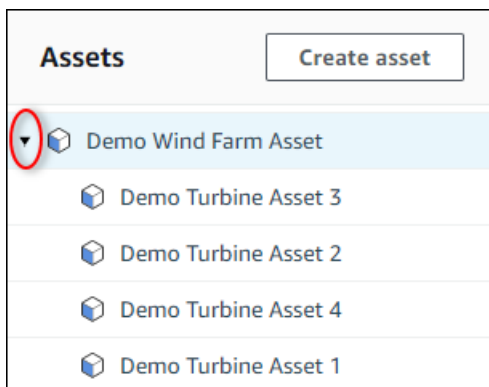 Assets
Create asset
Demo Wind Farm Asset
Demo Turbine Asset 3
Demo Turbine Asset 2
Demo Turbine Asset 4
Demo Turbine Asset 1